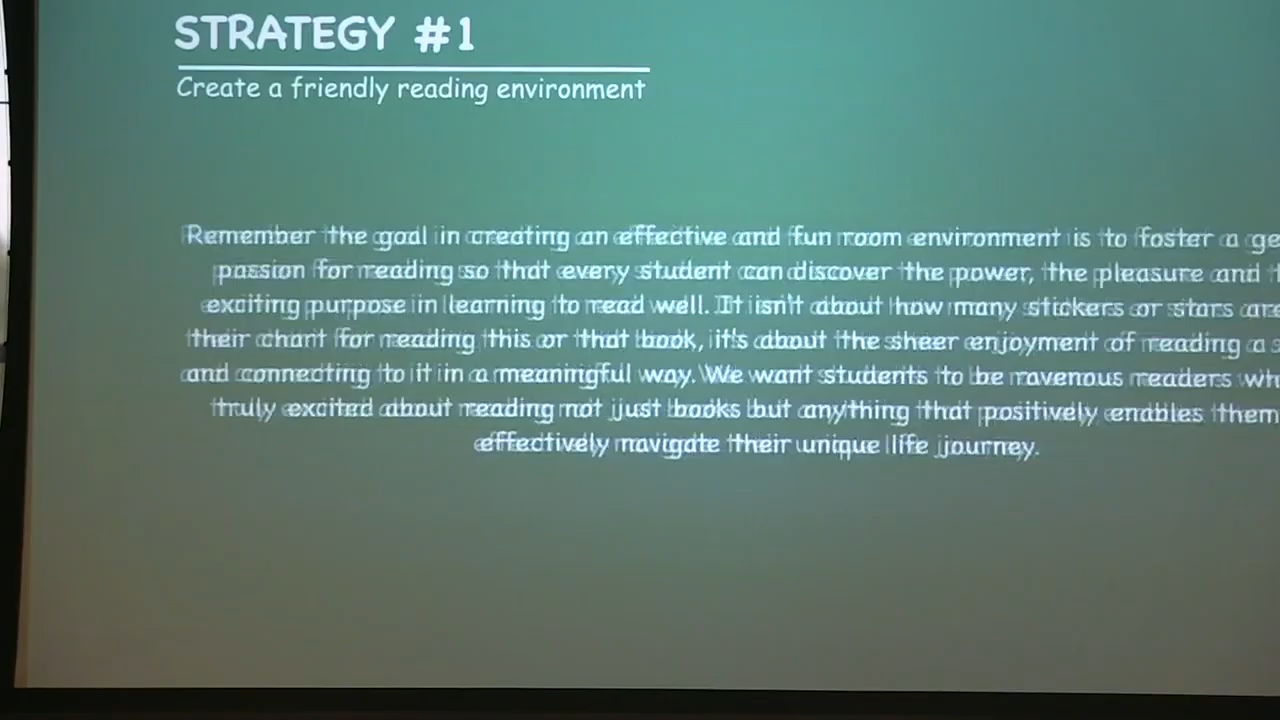 STRATEGY #1
Create a friendly reading environment
Remember the goal in creating an effective and fun room environment is to foster a
passion for reading so that every student can discover the power, the pleasure and
exciting purpose in learning to read well. It isn't about how many stickers or stars are
their chart for reading this or that book, it's about the sheer enjoyment of reading a
and connecting to it in a meaningful way. We want students to be ravenous readers
truly excited about reading not just books but anything that positively enables them
effectively navigate their unique life journey.